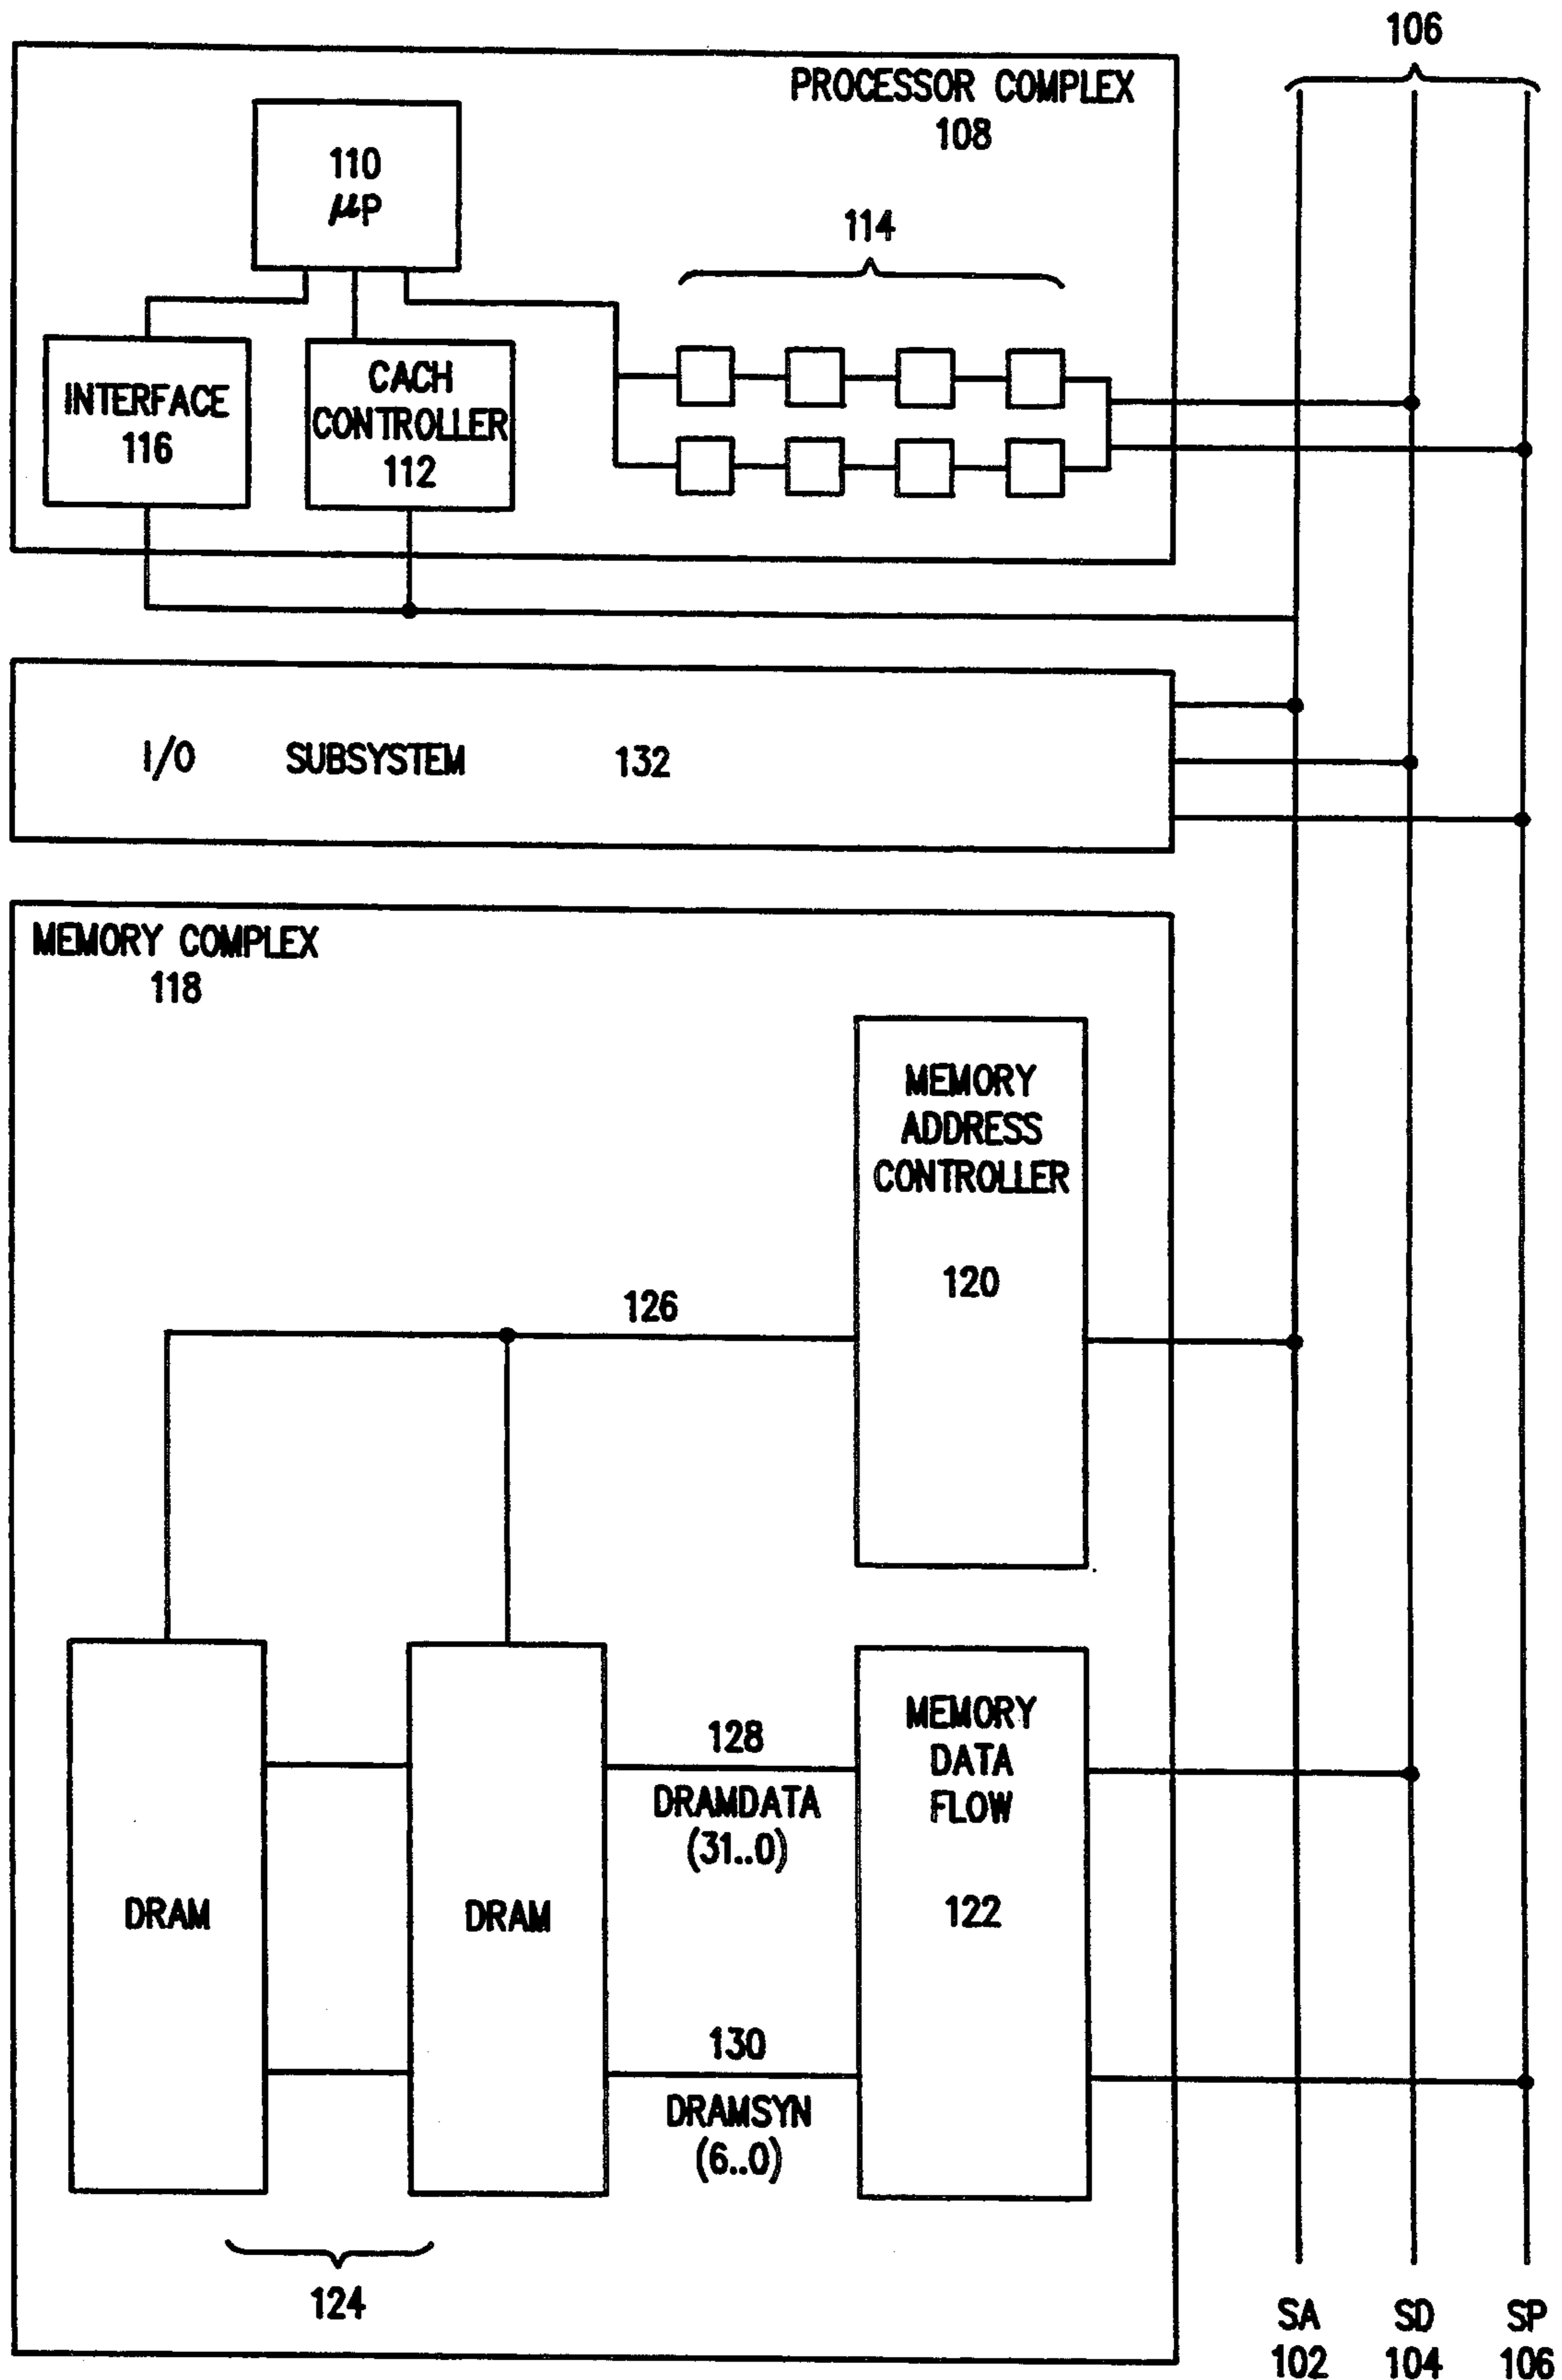 106
PROCESSOR COMPLEX
108
110
μP
114
INTERFACE
116
CACH
CONTROLLER
112
I/O SUBSYSTEM 132
MEMORY COMPLEX
118
MEMORY
ADDRESS
CONTROLLER
120
126
128
DRAMDATA
(31..0)
MEMORY
DATA
FLOW
122
DRAM
DRAM
130
DRAMSYN
(6..0)
124
SA
102
SD
104
SP
106